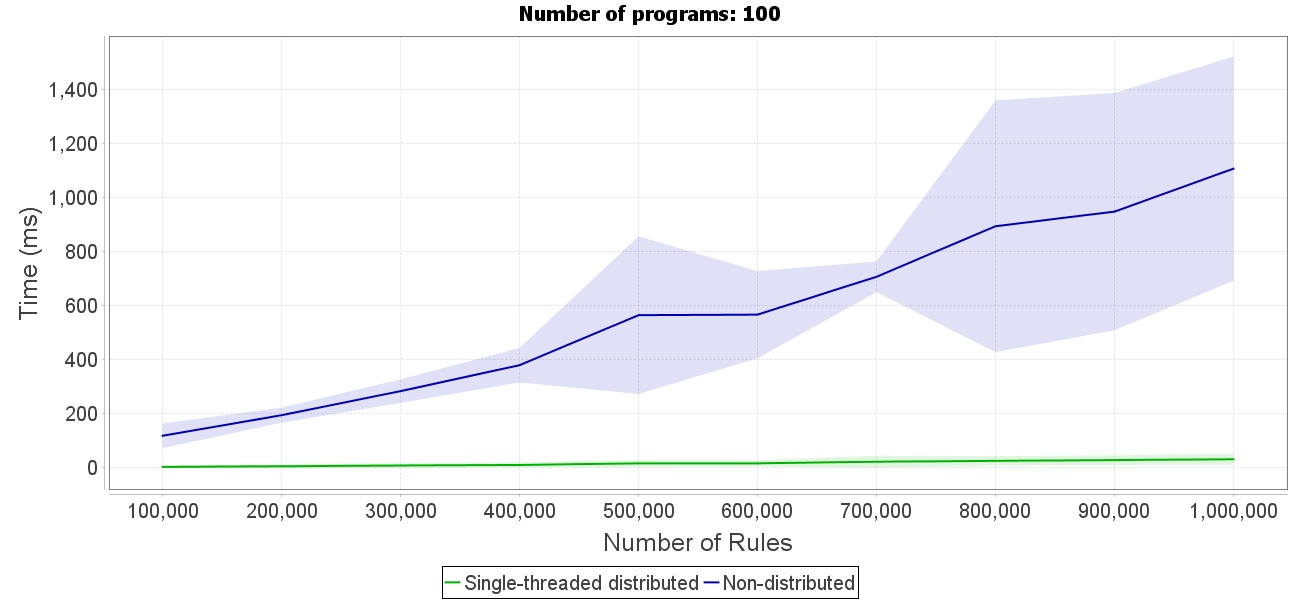 Number of programs: 100
Time (ms)
1,400
1,200
1,000
800
600
400
200
0
100,000 200,000 300,000 400,000 500,000 600,000 700,000 800,000 900,000 1,000,000
Number of Rules
Single-threaded distributed Non-distributed